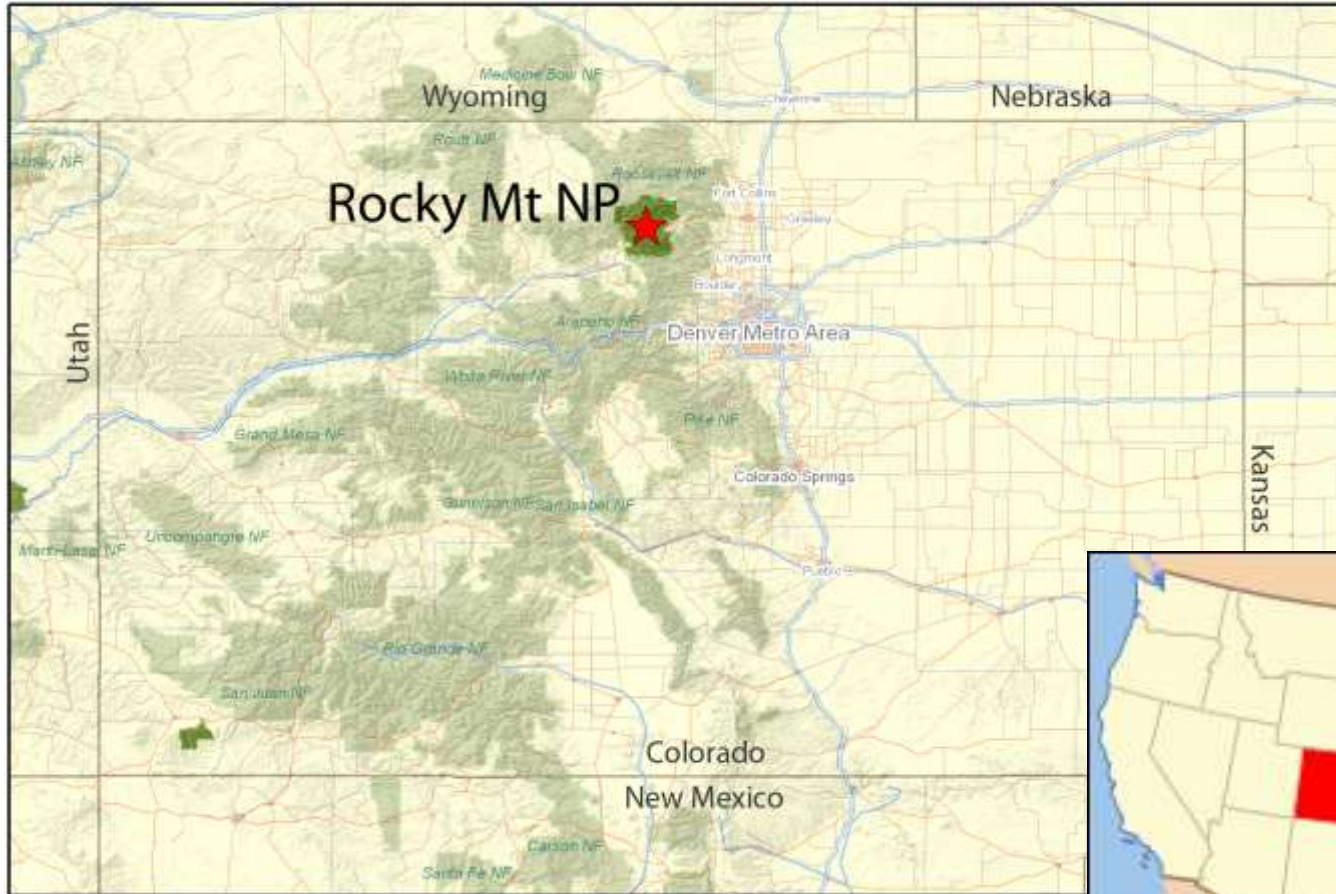 Medicine Bow NF
Wyoming
Nebraska
Cheyenne
Routt NF
Ashley NF
Roosevelt NF
Rocky Mt NP
Fort Collins
Greeley
Longmont
Boulder
Utah
Arapaho NF
Denver Metro Area
White River NF
Pike NF
Grand Mesa NF
Colorado Springs
Kansas
Gunnison NF
San Isabel NF
Uncompahgre NF
Manti-Lasal NF
Pueblo
Rio Grande NF
San Juan NF
Colorado
New Mexico
Carson NF
Santa Fe NF